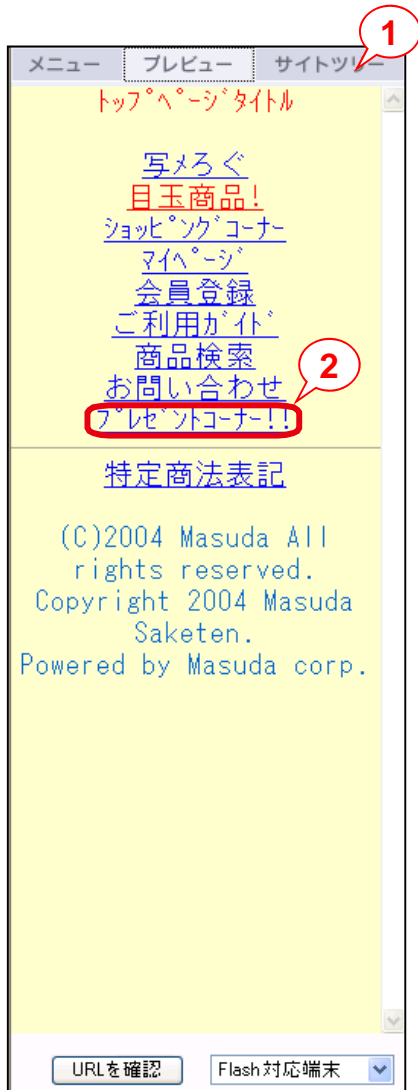 1
メニュー プレビュー サイトツリー
ﾄｯﾌﾟﾍﾟｰｼﾞﾀｲﾄﾙ
写メろぐ
目玉商品!
ｼｮｯﾋﾟﾝｸﾞｺｰﾅｰ
ﾏｲﾍﾟｰｼﾞ
会員登録
ご利用ｶﾞｲﾄﾞ
商品検索
2
お問い合わせ
ﾌﾟﾚｾﾞﾝﾄｺｰﾅｰ!!
特定商法表記
(C)2004 Masuda All
rights reserved.
Copyright 2004 Masuda
Saketen.
Powered by Masuda corp.
URLを確認 Flash対応端末